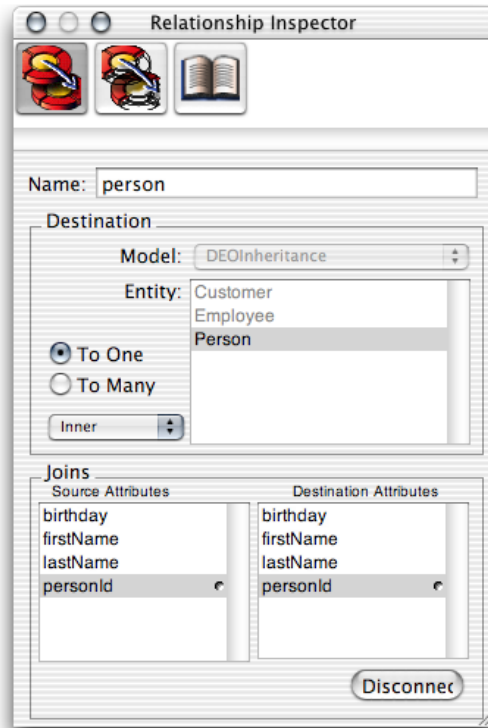 Relationship Inspector
Name: person
Destination
Model: DEOInheritance
Entity: Customer
Employee
Person
To One
To Many
Inner
Joins
Source Attributes Destination Attributes
birthday birthday
firstName firstName
lastName lastName
personId personId
Disconnec